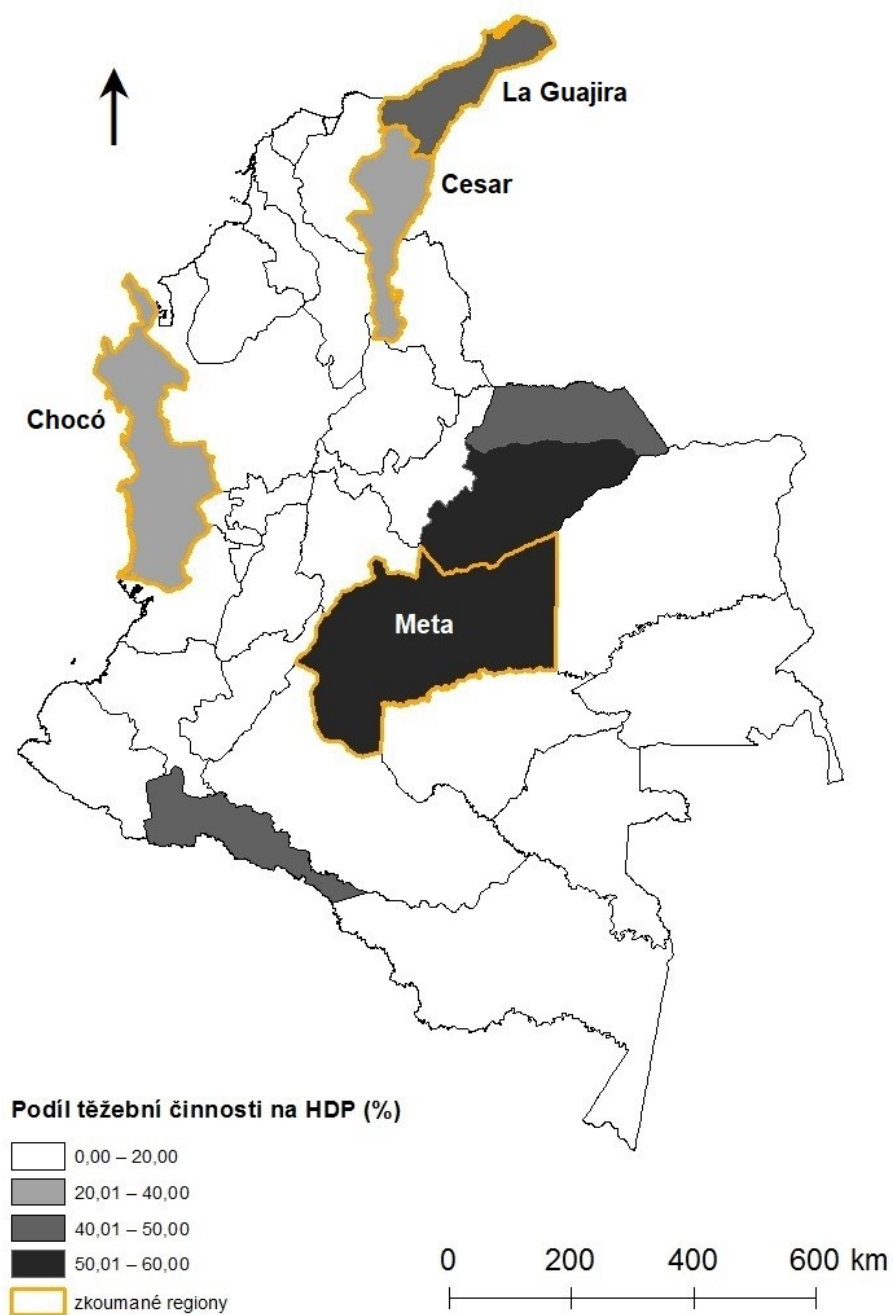 La Guajira
Cesar
Chocó
Meta
Podíl těžební činnosti na HDP (%)
0,00 – 20,00
20,01 – 40,00
40,01 – 50,00
50,01 – 60,00
zkoumané regiony
0 200 400 600 km